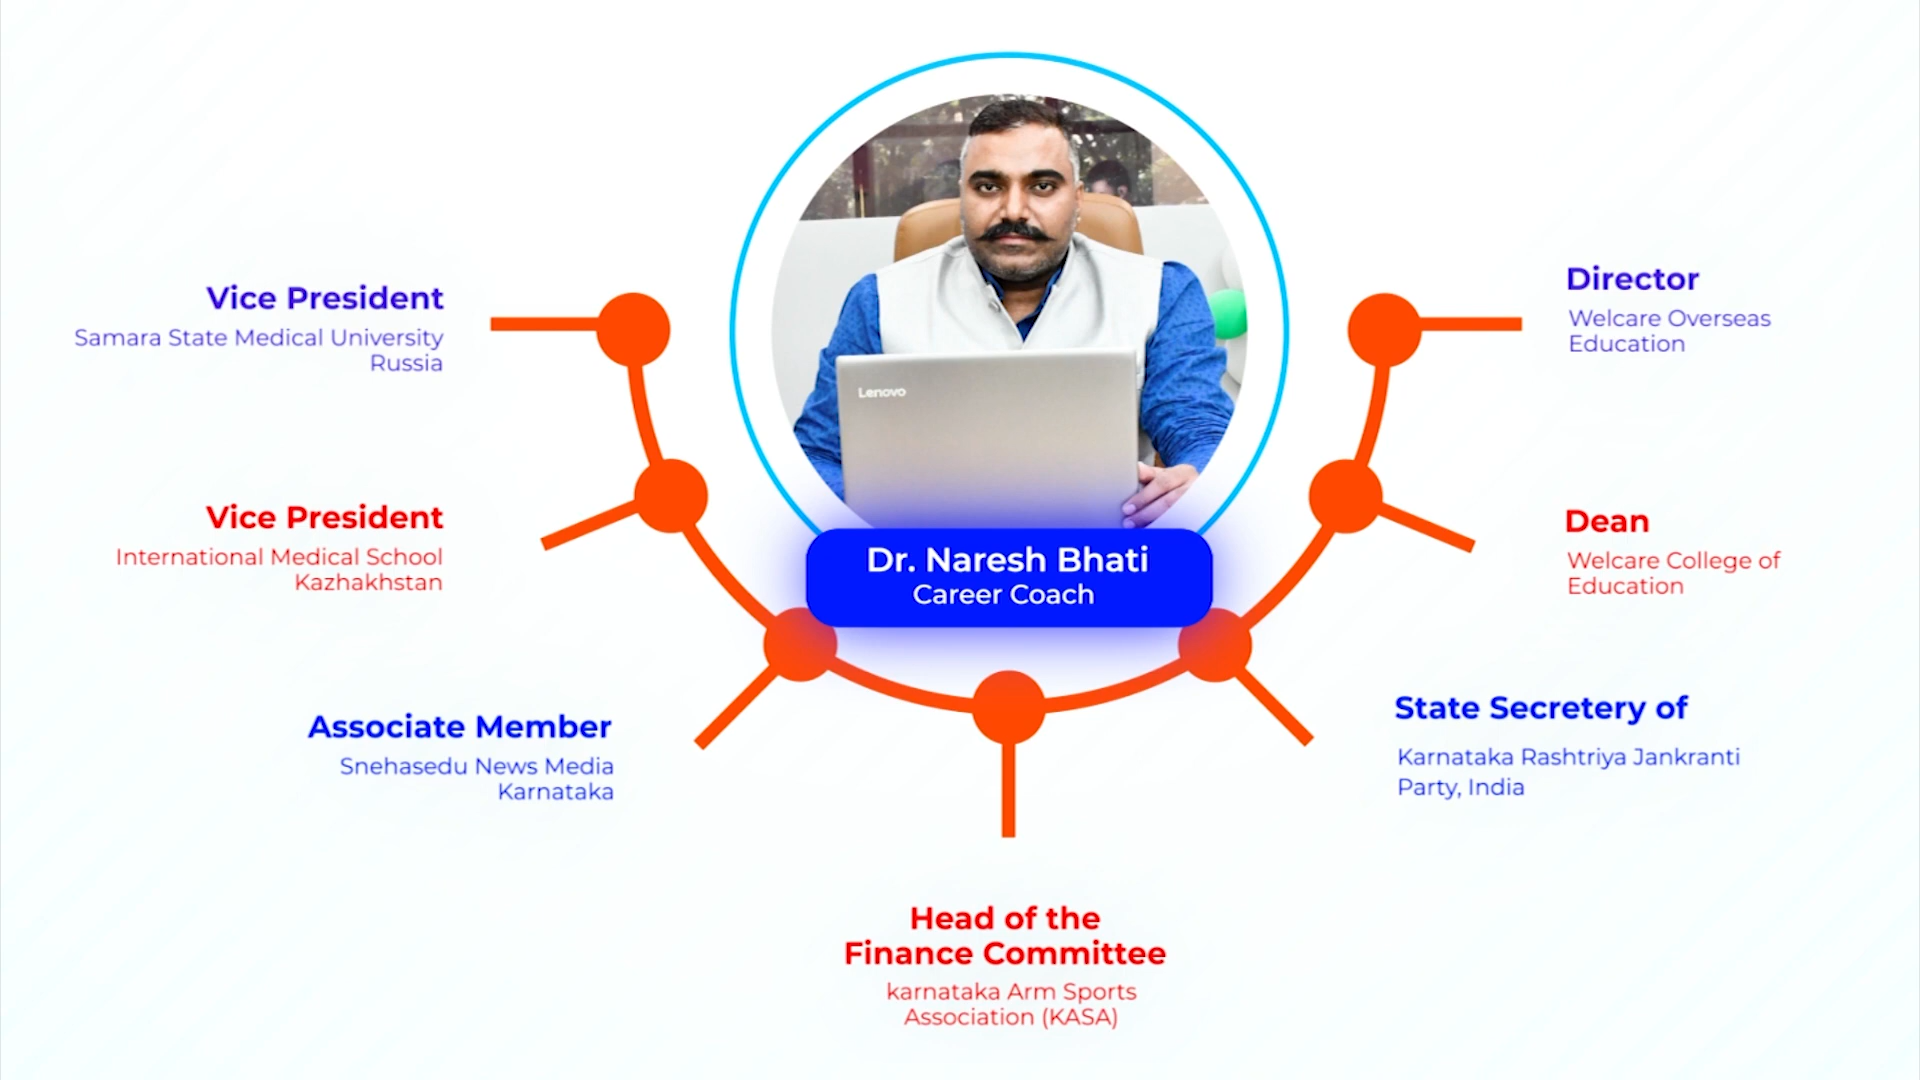 Lenovo
Dr. Naresh Bhati
Career Coach
Vice President
Samara State Medical University
Russia
Vice President
International Medical School
Kazhakhstan
Associate Member
Snehasedu News Media
Karnataka
Head of the
Finance Committee
karnataka Arm Sports
Association (KASA)
State Secretery of
Karnataka Rashtriya Jankranti
Party, India
Dean
Welcare College of
Education
Director
Welcare Overseas
Education